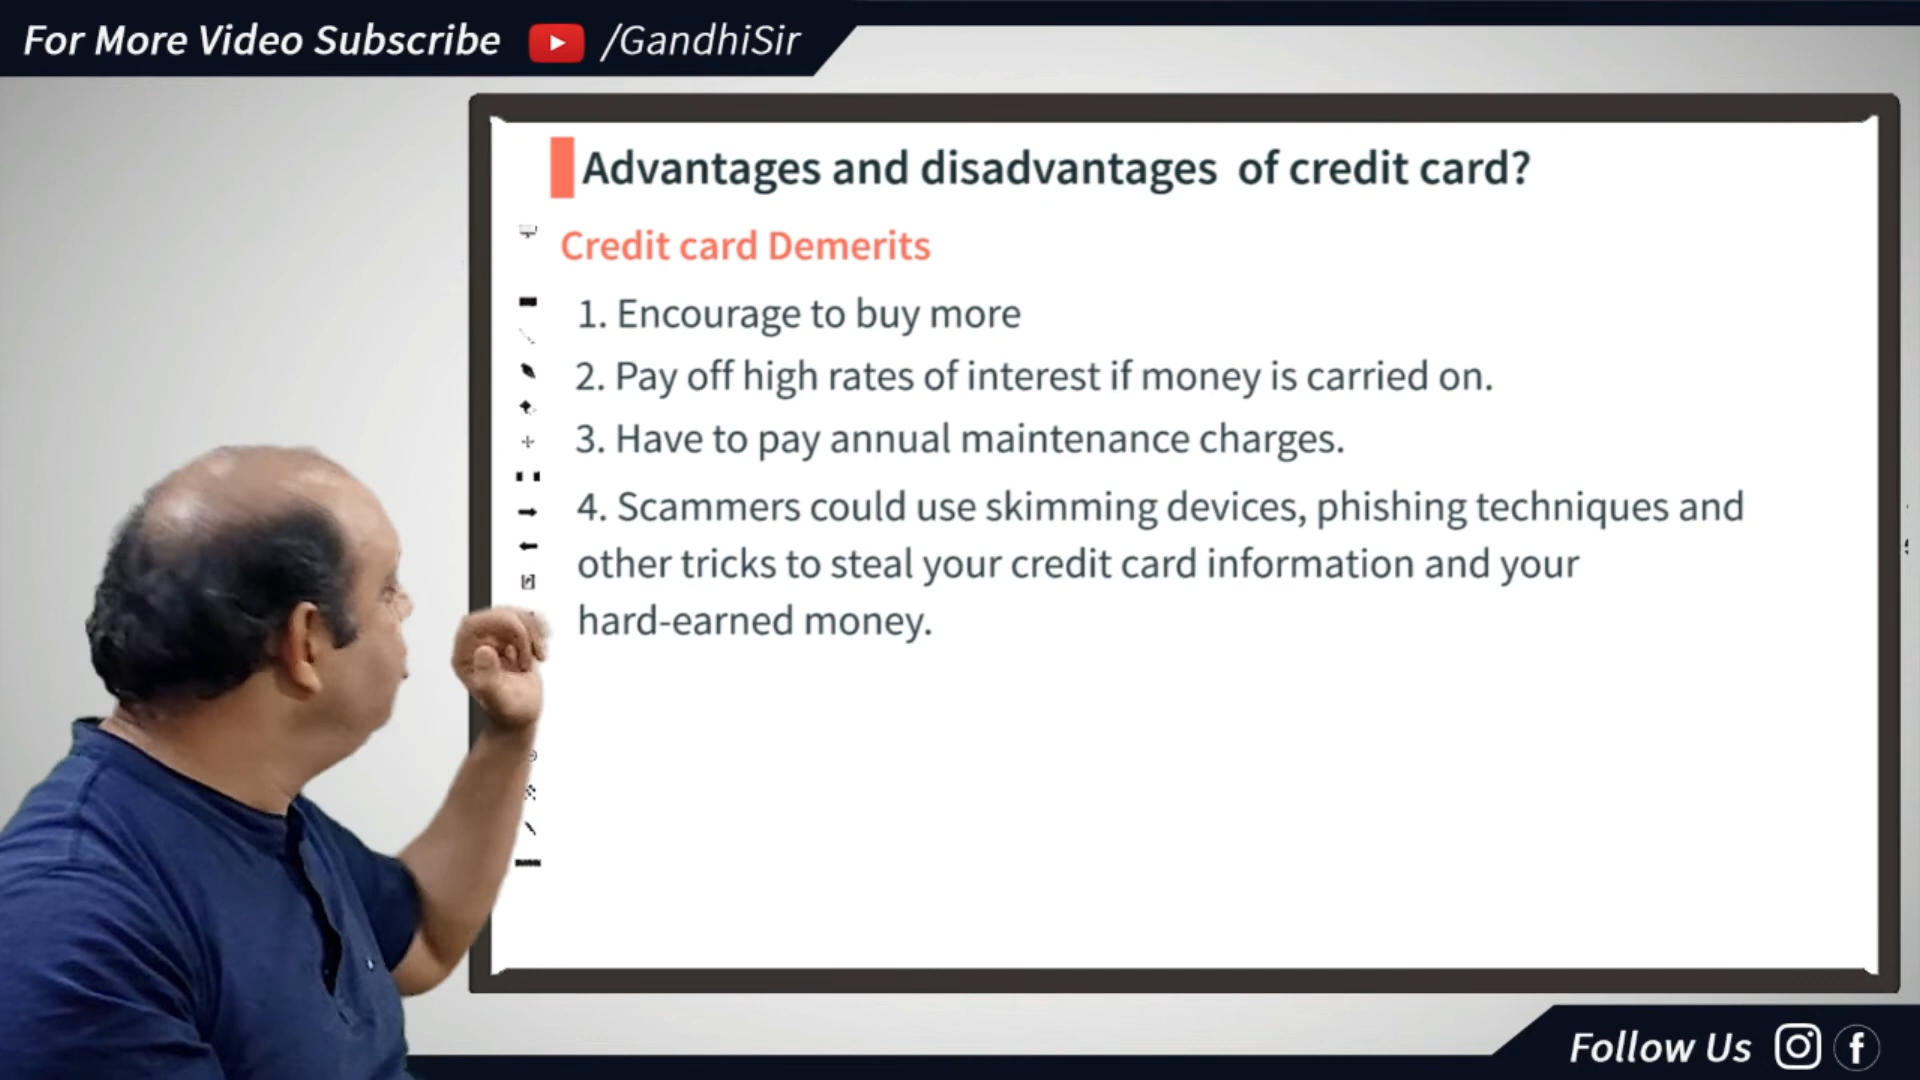 For More Video Subscribe /GandhiSir
Advantages and disadvantages of credit card?
Credit card Demerits
1. Encourage to buy more
2. Pay off high rates of interest if money is carried on.
3. Have to pay annual maintenance charges.
4. Scammers could use skimming devices, phishing techniques and
other tricks to steal your credit card information and your
hard-earned money.
Follow Us